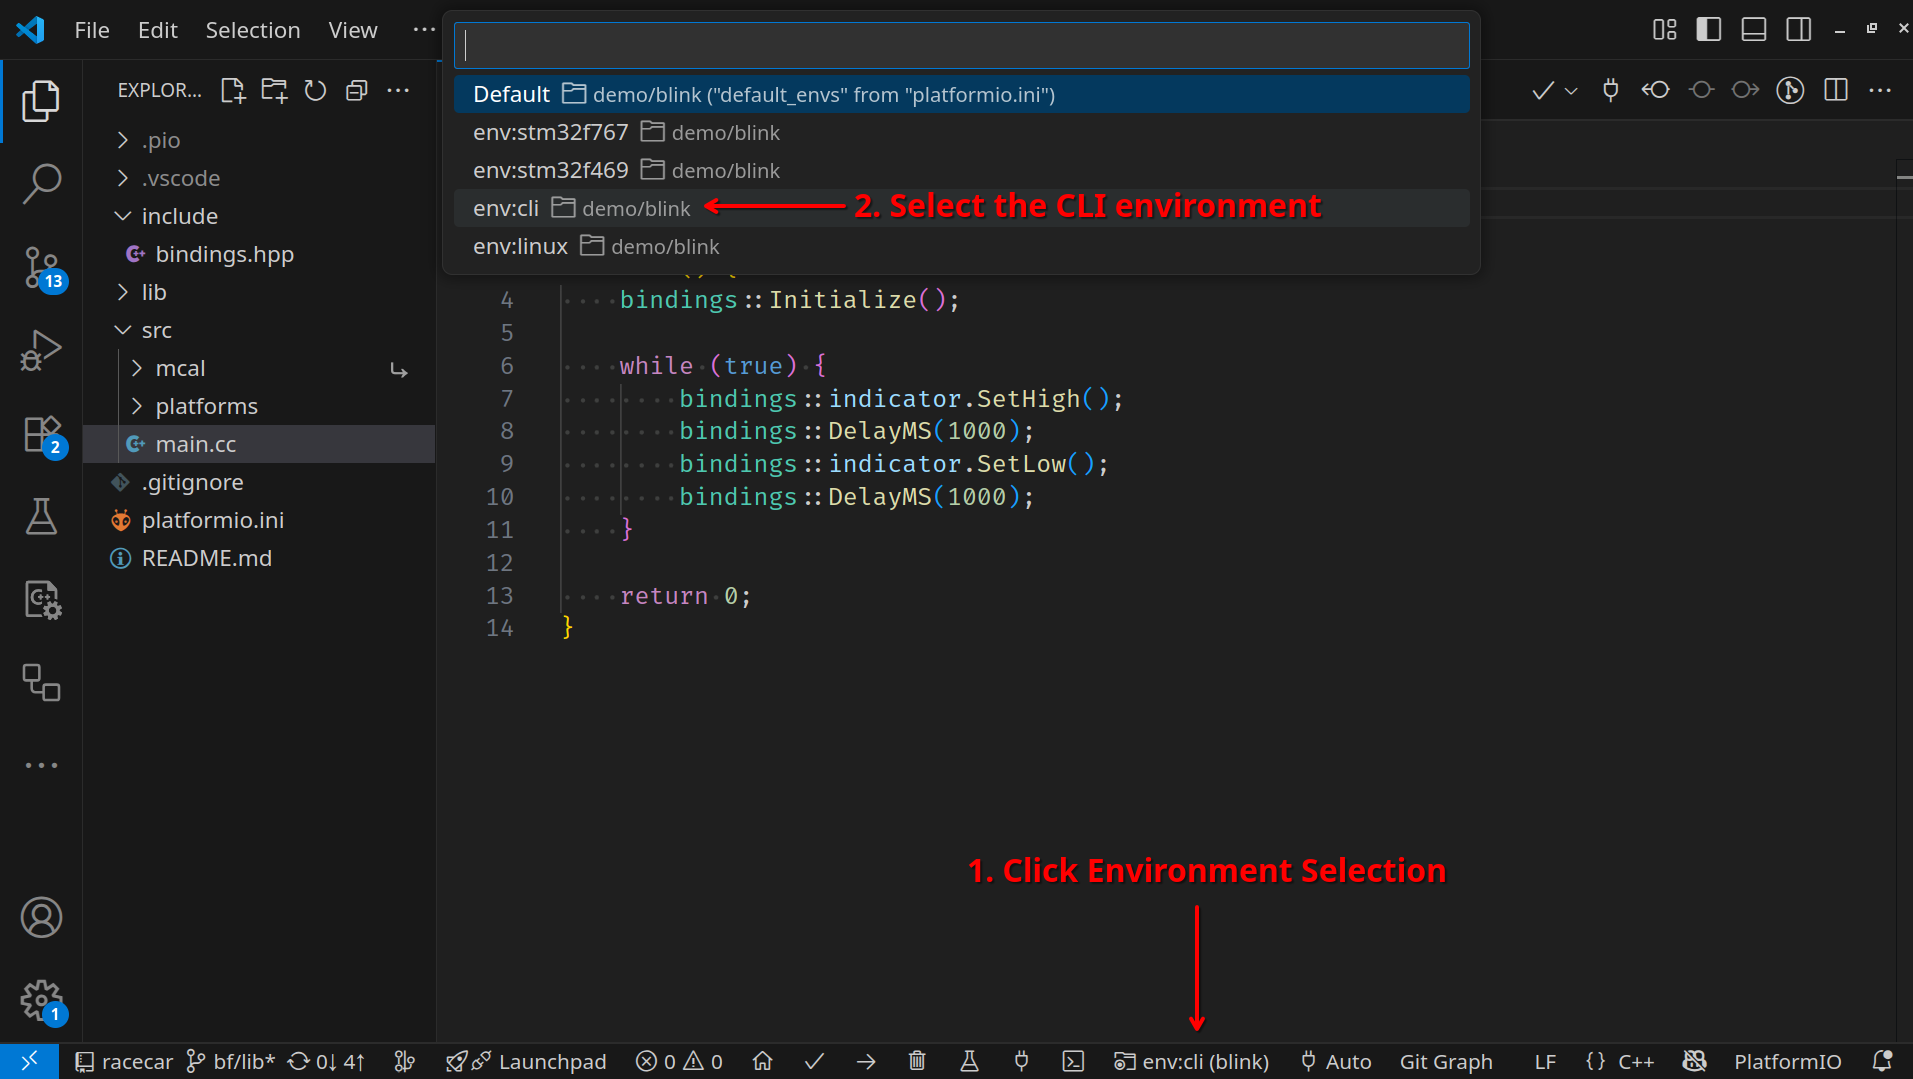 File Edit Selection View ···
Default demo/blink ("default_envs" from "platformio.ini")
env:stm32f767 demo/blink
env:stm32f469 demo/blink
env:cli demo/blink
2. Select the CLI environment
env:linux demo/blink
EXPLOR... ···
.pio
.vscode
include
bindings.hpp
lib
src
mcal
platforms
main.cc
.gitignore
platformio.ini
README.md
13
2
1
4 bindings::Initialize();
5
6 while (true) {
7 bindings::indicator.SetHigh();
8 bindings::DelayMS(1000);
9 bindings::indicator.SetLow();
10 bindings::DelayMS(1000);
11 }
12
13 return 0;
14 }
1. Click Environment Selection
racecar bf/lib* 0↓ 4↑ Launchpad 0 0 env:cli (blink) Auto Git Graph LF {} C++ PlatformIO